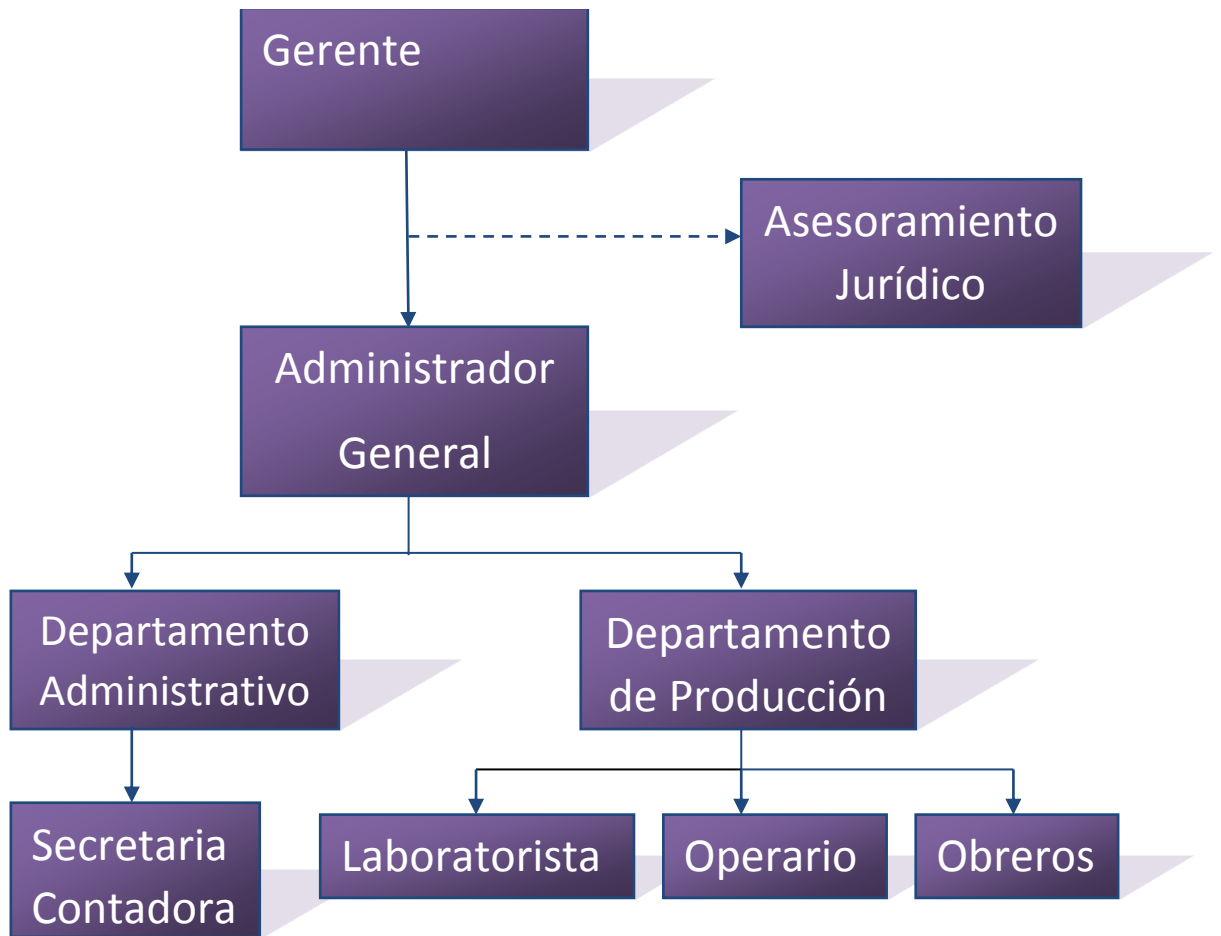 Gerente
Asesoramiento
Jurídico
Administrador
General
Departamento
Administrativo
Departamento
de Producción
Secretaria
Contadora
Laboratorista
Operario
Obreros